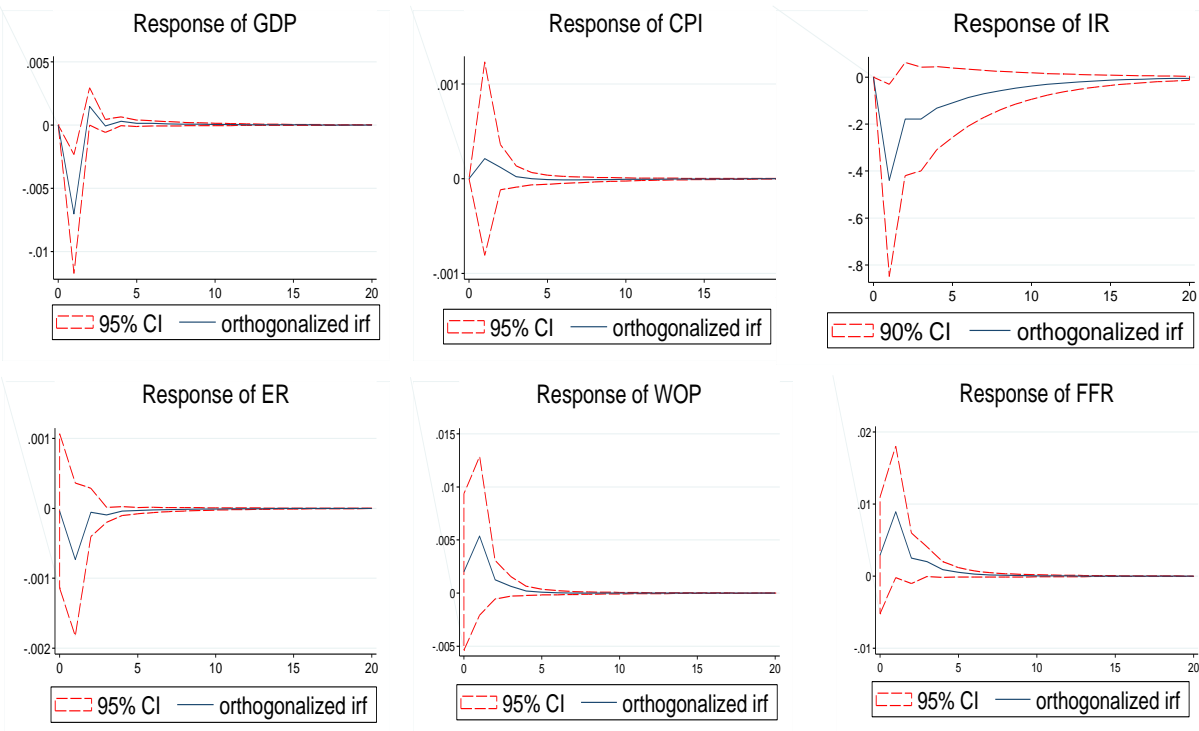 Response of GDP
.005
0
-.005
-.01
0 5 10 15 20
95% CI orthogonalized irf
Response of CPI
.001
0
-.001
0 5 10 15
95% CI orthogonalized irf
Response of IR
0
-.2
-.4
-.6
-.8
0 5 10 15 20
90% CI orthogonalized irf
Response of ER
.001
0
-.001
-.002
0 5 10 15 20
95% CI orthogonalized irf
Response of WOP
.015
.01
.005
0
-.005
0 5 10 15 20
95% CI orthogonalized irf
Response of FFR
.02
.01
0
-.01
0 5 10 15 20
95% CI orthogonalized irf